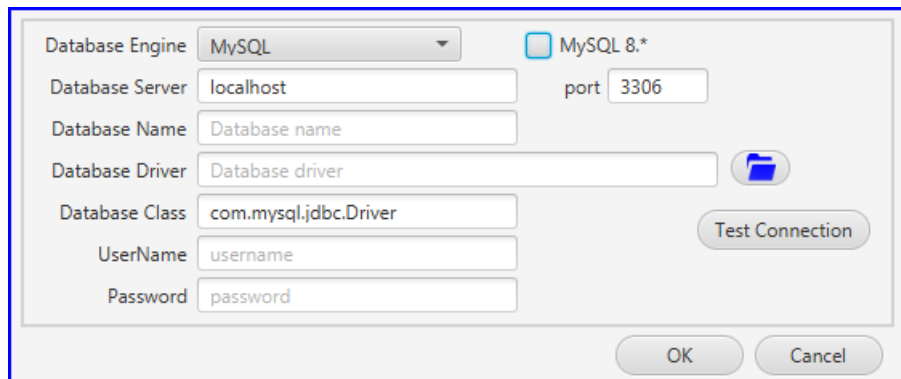 Database Engine MySQL MySQL 8.*
Database Server localhost port 3306
Database Name Database name
Database Driver Database driver
Database Class com.mysql.jdbc.Driver
Test Connection
UserName username
Password password
OK Cancel